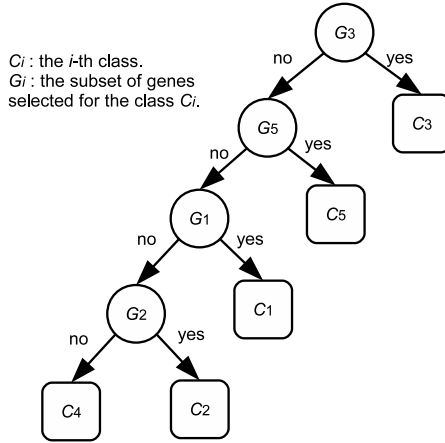 Ci : the i-th class.
Gi : the subset of genes
selected for the class Ci.
G3
no
yes
C3
G5
no
yes
C5
G1
no
yes
C1
G2
no
yes
C4
C2